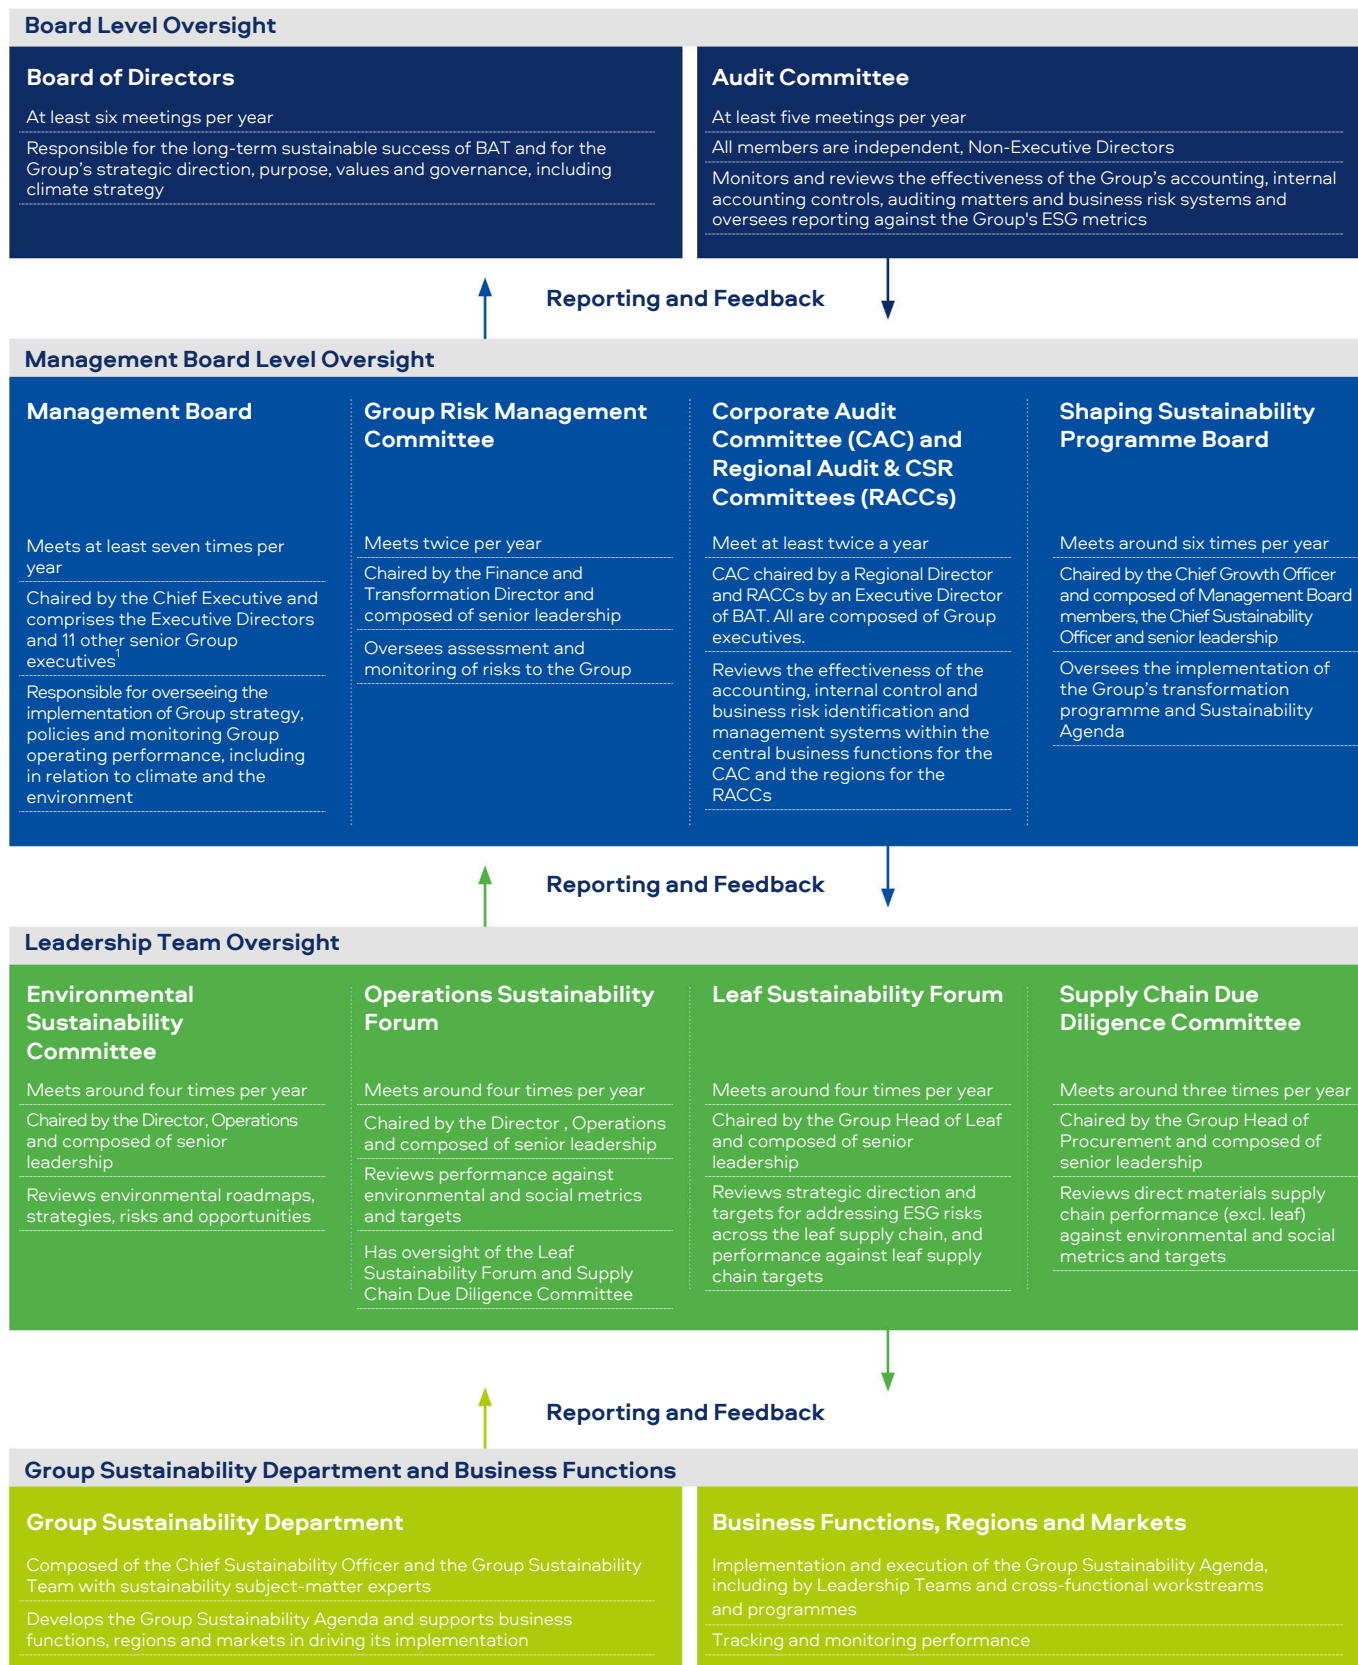 Board Level Oversight
Board of Directors
At least six meetings per year
Responsible for the long-term sustainable success of BAT and for the
Group's strategic direction, purpose, values and governance, including
climate strategy
Audit Committee
At least five meetings per year
All members are independent, Non-Executive Directors
Monitors and reviews the effectiveness of the Group's accounting, internal
accounting controls, auditing matters and business risk systems and
oversees reporting against the Group's ESG metrics
Reporting and Feedback
Management Board Level Oversight
Management Board
Meets at least seven times per
year
Chaired by the Chief Executive and
comprises the Executive Directors
and 11 other senior Group
executives¹
Responsible for overseeing the
implementation of Group strategy,
policies and monitoring Group
operating performance, including
in relation to climate and the
environment
Group Risk Management
Committee
Meets twice per year
Chaired by the Finance and
Transformation Director and
composed of senior leadership
Oversees assessment and
monitoring of risks to the Group
Corporate Audit
Committee (CAC) and
Regional Audit & CSR
Committees (RACCs)
Meet at least twice a year
CAC chaired by a Regional Director
and RACCs by an Executive Director
of BAT. All are composed of Group
executives.
Reviews the effectiveness of the
accounting, internal control and
business risk identification and
management systems within the
central business functions for the
CAC and the regions for the
RACCs
Shaping Sustainability
Programme Board
Meets around six times per year
Chaired by the Chief Growth Officer
and composed of Management Board
members, the Chief Sustainability
Officer and senior leadership
Oversees the implementation of
the Group's transformation
programme and Sustainability
Agenda
Reporting and Feedback
Leadership Team Oversight
Environmental
Sustainability
Committee
Meets around four times per year
Chaired by the Director, Operations
and composed of senior
leadership
Reviews environmental roadmaps,
strategies, risks and opportunities
Operations Sustainability
Forum
Meets around four times per year
Chaired by the Director , Operations
and composed of senior leadership
Reviews performance against
environmental and social metrics
and targets
Has oversight of the Leaf
Sustainability Forum and Supply
Chain Due Diligence Committee
Leaf Sustainability Forum
Meets around four times per year
Chaired by the Group Head of Leaf
and composed of senior
leadership
Reviews strategic direction and
targets for addressing ESG risks
across the leaf supply chain, and
performance against leaf supply
chain targets
Supply Chain Due
Diligence Committee
Meets around three times per year
Chaired by the Group Head of
Procurement and composed of
senior leadership
Reviews direct materials supply
chain performance (excl. leaf)
against environmental and social
metrics and targets
Reporting and Feedback
Group Sustainability Department and Business Functions
Group Sustainability Department
Composed of the Chief Sustainability Officer and the Group Sustainability
Team with sustainability subject-matter experts
Develops the Group Sustainability Agenda and supports business
functions, regions and markets in driving its implementation
Business Functions, Regions and Markets
Implementation and execution of the Group Sustainability Agenda,
including by Leadership Teams and cross-functional workstreams
and programmes
Tracking and monitoring performance